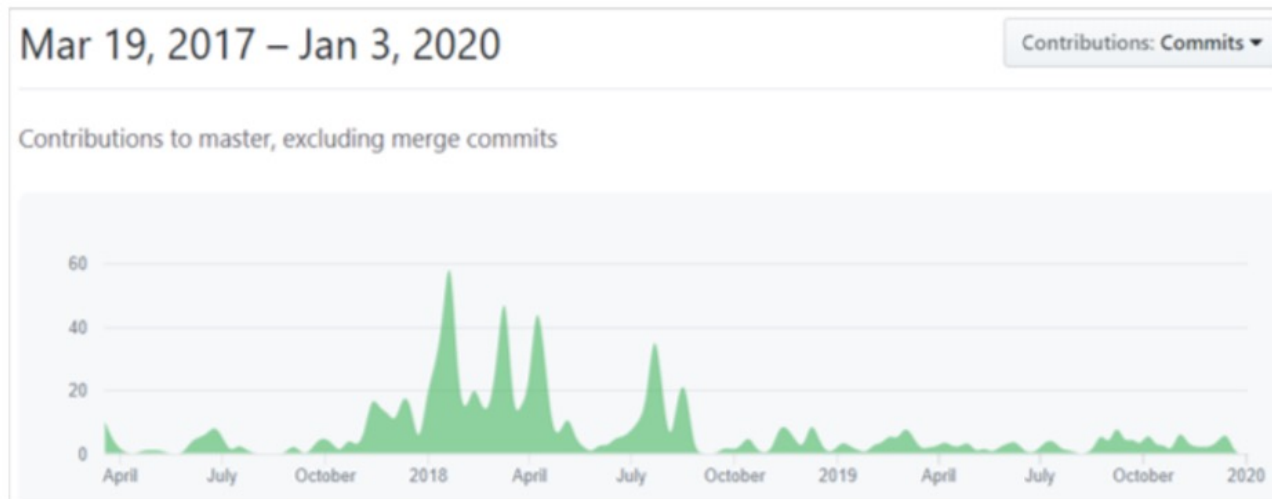 Mar 19, 2017 – Jan 3, 2020
Contributions: Commits
Contributions to master, excluding merge commits
60
40
20
0
April July October 2018 April July October 2019 April July October 2020